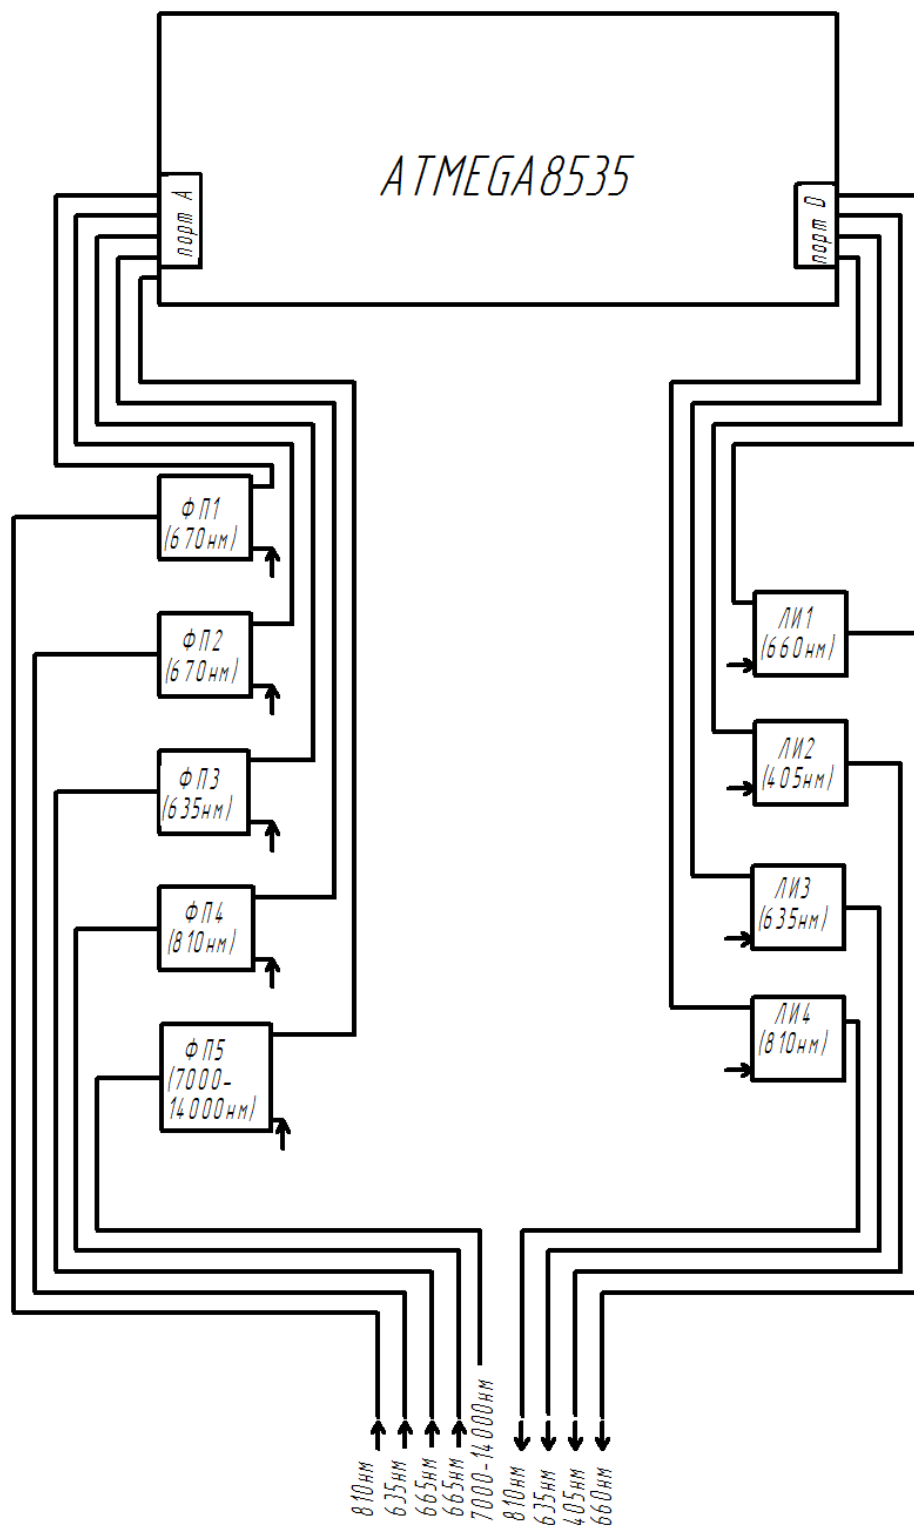 ATMEGA8535
порт A
порт D
ФП1
(670нм)
ФП2
(670нм)
ФП3
(635нм)
ФП4
(810нм)
ФП5
(7000-
14000нм)
ЛИ1
(660нм)
ЛИ2
(405нм)
ЛИ3
(635нм)
ЛИ4
(810нм)
810нм
635нм
665нм
665нм
7000-14000нм
810нм
635нм
405нм
660нм